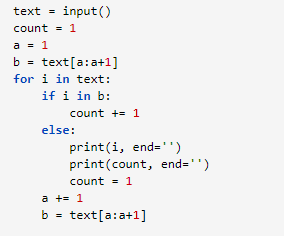 text = input()
count = 1
a = 1
b = text[a:a+1]
for i in text:
    if i in b:
        count += 1
    else:
        print(i, end='')
        print(count, end='')
        count = 1
    a += 1
    b = text[a:a+1]